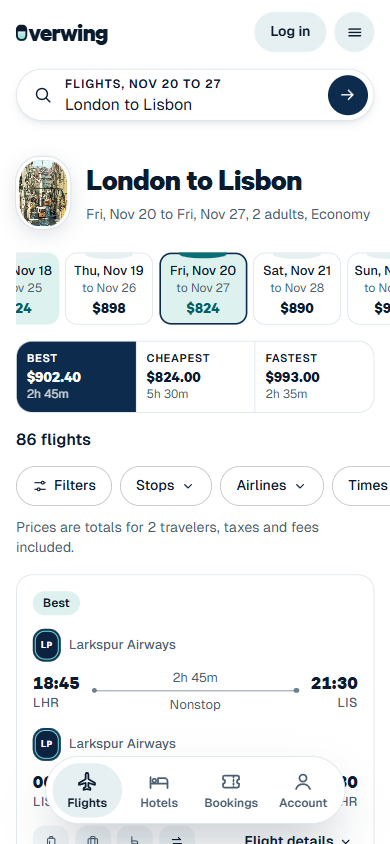 overwing
Log in
FLIGHTS, NOV 20 TO 27
London to Lisbon
London to Lisbon
Fri, Nov 20 to Fri, Nov 27, 2 adults, Economy
Nov 18
Thu, Nov 19
Fri, Nov 20
Sat, Nov 21
Sun, N
ov 25
to Nov 26
to Nov 27
to Nov 28
to Nov
24
$898
$824
$890
$9
BEST
CHEAPEST
FASTEST
$902.40
$824.00
$993.00
2h 45m
5h 30m
2h 35m
86 flights
Filters
Stops
Airlines
Times
Prices are totals for 2 travelers, taxes and fees
included.
Best
LP
Larkspur Airways
18:45
2h 45m
21:30
LHR
Nonstop
LIS
LP
Larkspur Airways
Flights
Hotels
Bookings
Account
Flight details